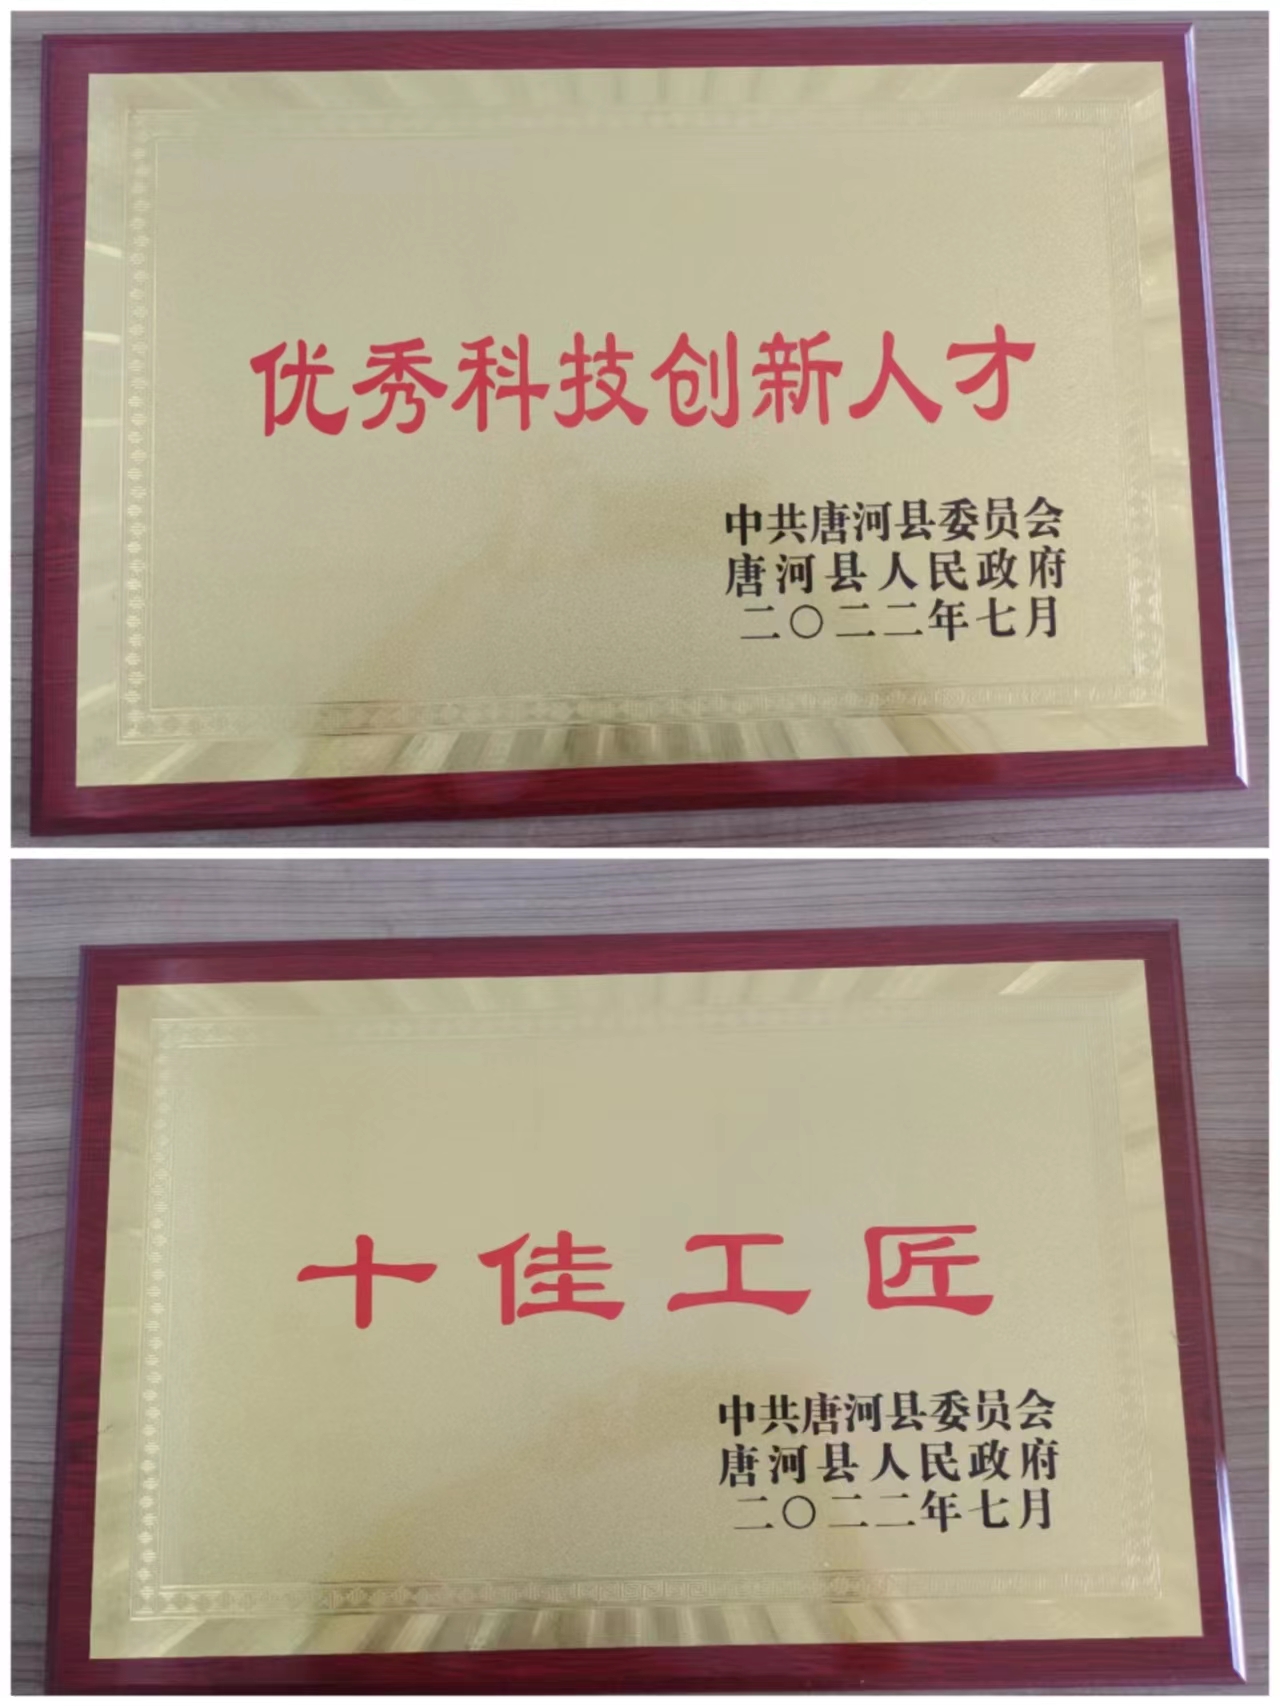 优秀科技创新人才
中共唐河县委员会
唐河县人民政府
二〇二二年七月
十佳工匠
中共唐河县委员会
唐河县人民政府
二〇二二年七月